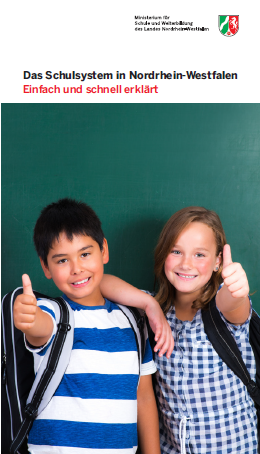 Ministerium für
Schule und Weiterbildung
des Landes Nordrhein-Westfalen
Das Schulsystem in Nordrhein-Westfalen
Einfach und schnell erklärt